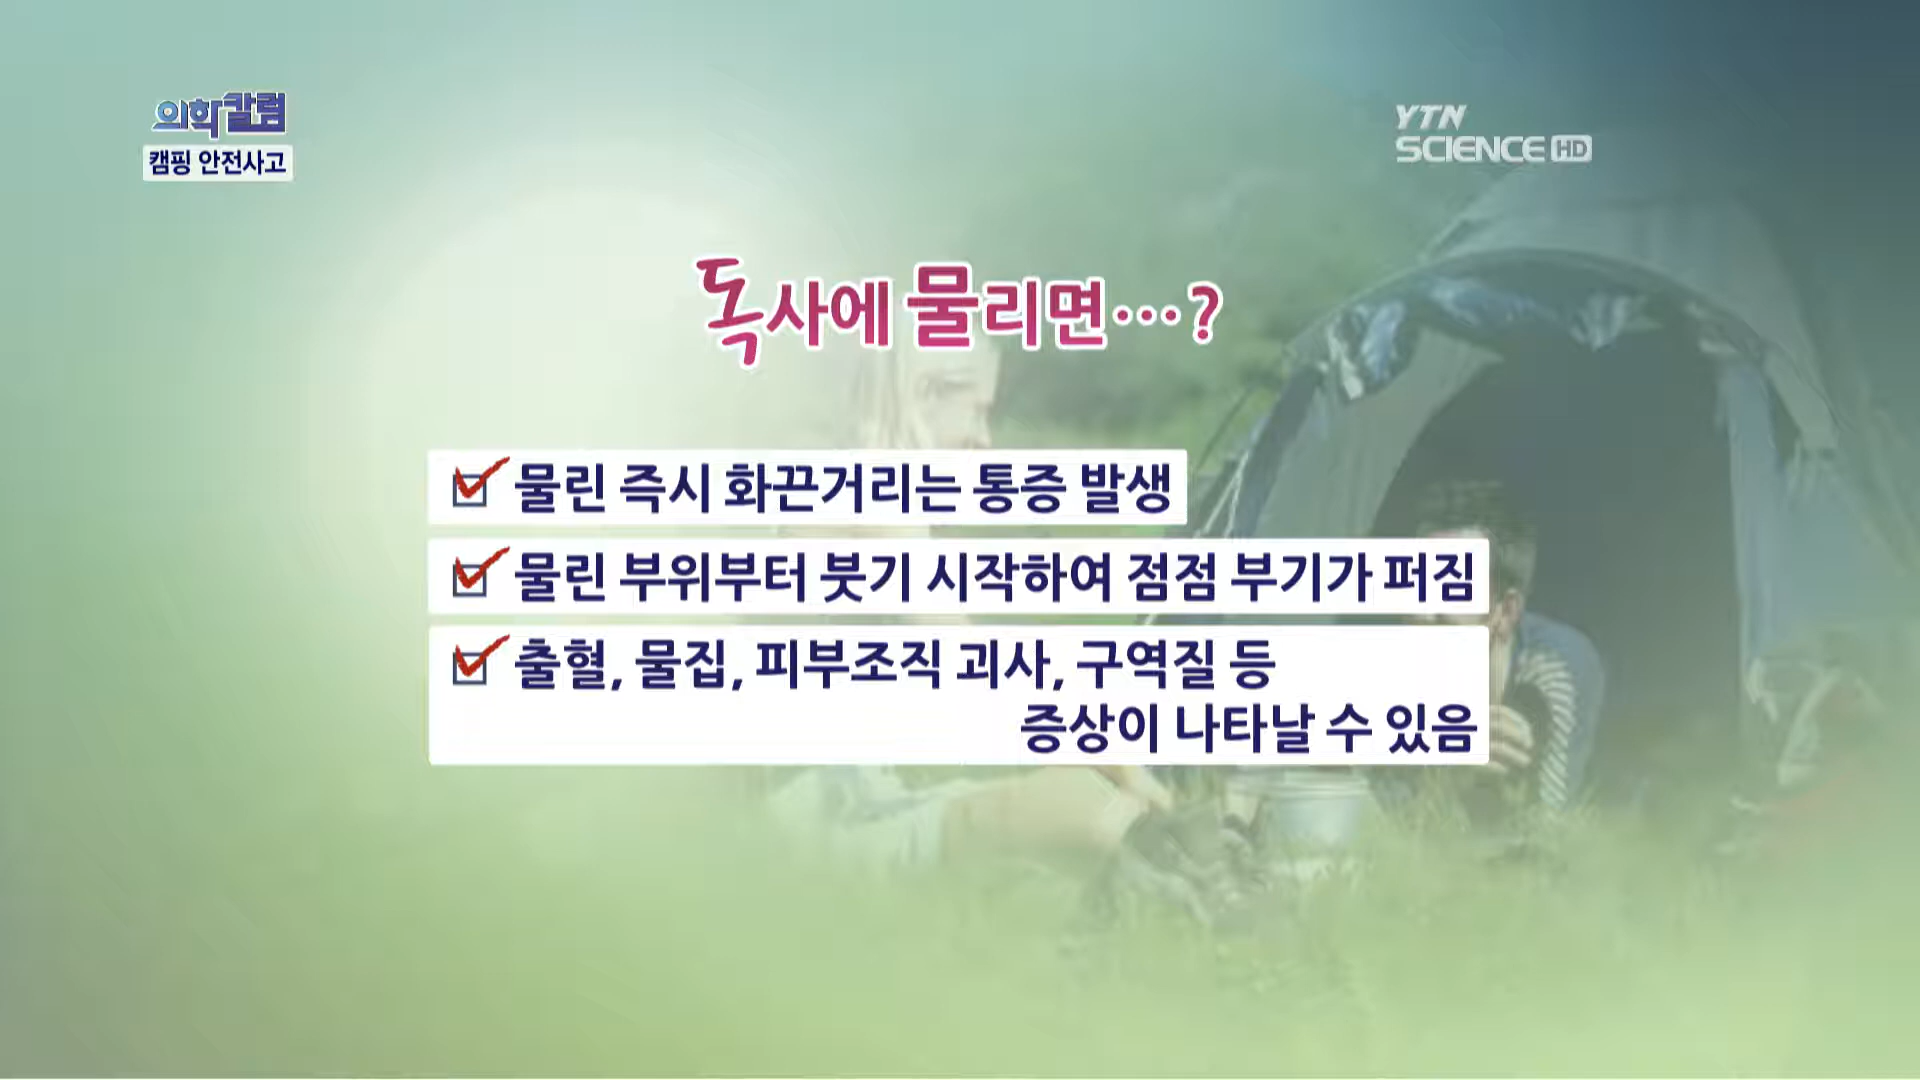 의학칼럼
캠핑 안전사고
YTN
SCIENCE HD
독사에 물리면…?
물린 즉시 화끈거리는 통증 발생
물린 부위부터 붓기 시작하여 점점 부기가 퍼짐
출혈, 물집, 피부조직 괴사, 구역질 등
증상이 나타날 수 있음